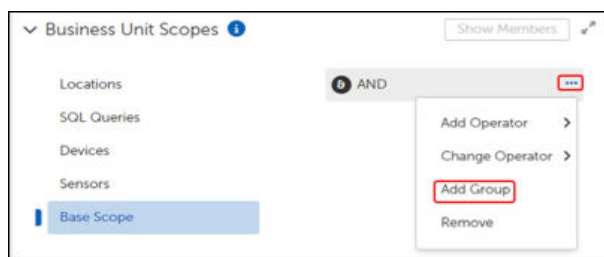 Business Unit Scopes
Show Members
Locations
AND
SQL Queries
Add Operator
Devices
Change Operator
Sensors
Add Group
Base Scope
Remove